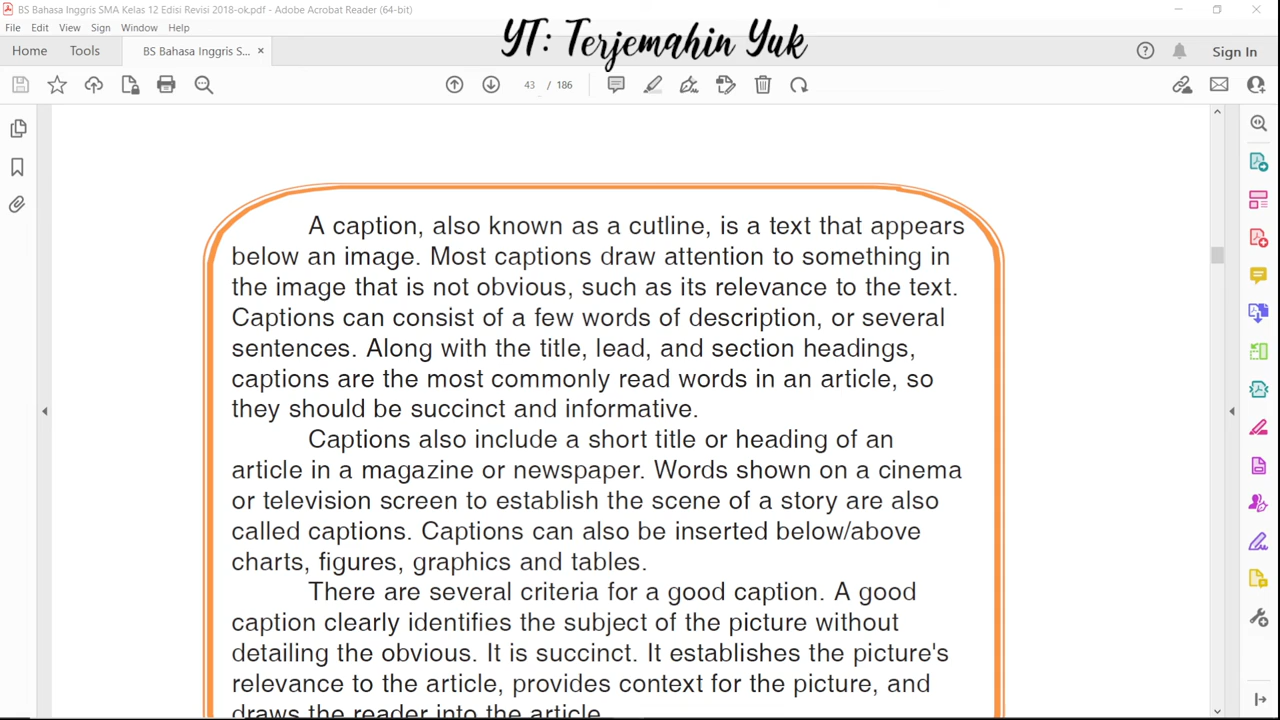 BS Bahasa Inggris SMA Kelas 12 Edisi Revisi 2018-ok.pdf - Adobe Acrobat Reader (64-bit)
YT: Terjemahin Yuk
File Edit View Sign Window Help
Home Tools BS Bahasa Inggris S... × Sign In
43 / 186
A caption, also known as a cutline, is a text that appears
below an image. Most captions draw attention to something in
the image that is not obvious, such as its relevance to the text.
Captions can consist of a few words of description, or several
sentences. Along with the title, lead, and section headings,
captions are the most commonly read words in an article, so
they should be succinct and informative.
Captions also include a short title or heading of an
article in a magazine or newspaper. Words shown on a cinema
or television screen to establish the scene of a story are also
called captions. Captions can also be inserted below/above
charts, figures, graphics and tables.
There are several criteria for a good caption. A good
caption clearly identifies the subject of the picture without
detailing the obvious. It is succinct. It establishes the picture's
relevance to the article, provides context for the picture, and
draws the reader into the article.